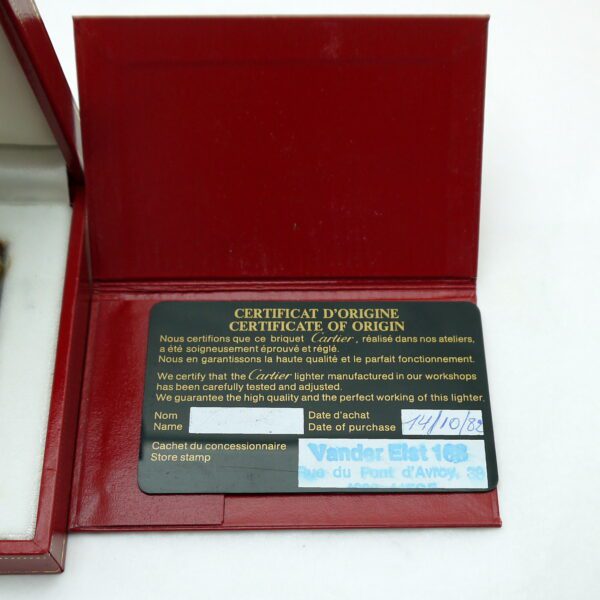 CERTIFICAT D'ORIGINE
CERTIFICATE OF ORIGIN
Nous certifions que ce briquet Cartier, réalisé dans nos ateliers,
a été soigneusement éprouvé et réglé.
Nous en garantissons la haute qualité et le parfait fonctionnement.
We certify that the Cartier lighter manufactured in our workshops
has been carefully tested and adjusted.
We guarantee the high quality and the perfect working of this lighter.
Nom
Name
Date d'achat
Date of purchase
14/10/82
Cachet du concessionnaire
Store stamp
Vander Elst 168
Rue du Pont d'Avroy, 39